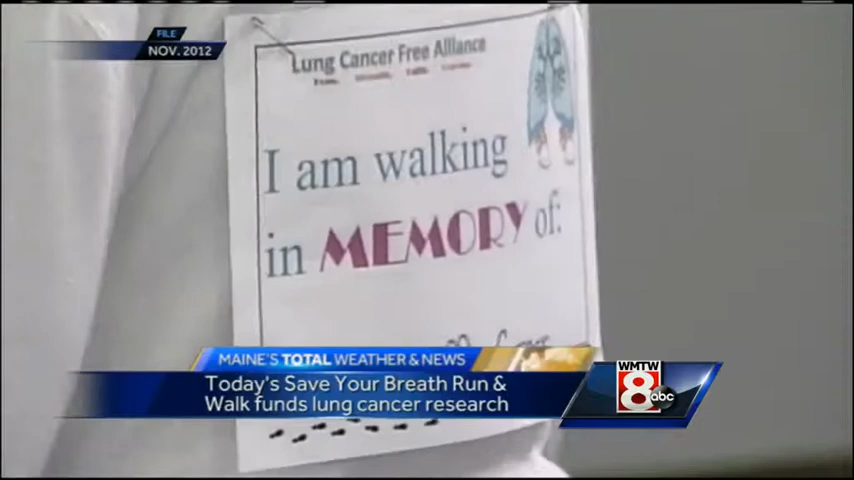 FILE
NOV. 2012
Lung Cancer Free Alliance
I am walking
in MEMORY of:
MAINE'S TOTAL WEATHER & NEWS
Today's Save Your Breath Run &
Walk funds lung cancer research
WMTW
8
abc